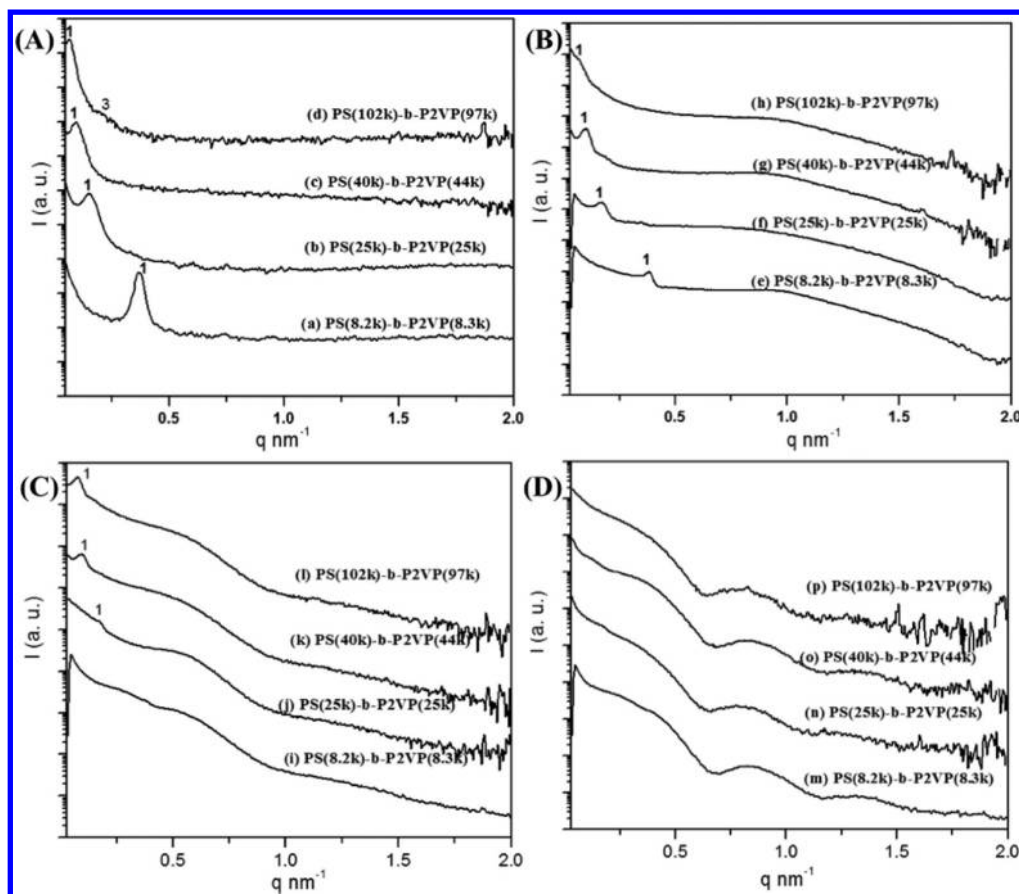 (A)
1
3
(d) PS(102k)-b-P2VP(97k)
1
(c) PS(40k)-b-P2VP(44k)
1
(b) PS(25k)-b-P2VP(25k)
1
(a) PS(8.2k)-b-P2VP(8.3k)
I (a. u.)
0.5 1.0 1.5 2.0
q nm-1
(B)
1
(h) PS(102k)-b-P2VP(97k)
1
(g) PS(40k)-b-P2VP(44k)
1
(f) PS(25k)-b-P2VP(25k)
1
(e) PS(8.2k)-b-P2VP(8.3k)
I (a. u.)
0.5 1.0 1.5 2.0
q nm-1
(C)
1
(l) PS(102k)-b-P2VP(97k)
1
(k) PS(40k)-b-P2VP(44k)
1
(j) PS(25k)-b-P2VP(25k)
(i) PS(8.2k)-b-P2VP(8.3k)
I (a. u.)
0.5 1.0 1.5 2.0
q nm-1
(D)
(p) PS(102k)-b-P2VP(97k)
(o) PS(40k)-b-P2VP(44k)
(n) PS(25k)-b-P2VP(25k)
(m) PS(8.2k)-b-P2VP(8.3k)
I (a. u.)
0.5 1.0 1.5 2.0
q nm-1